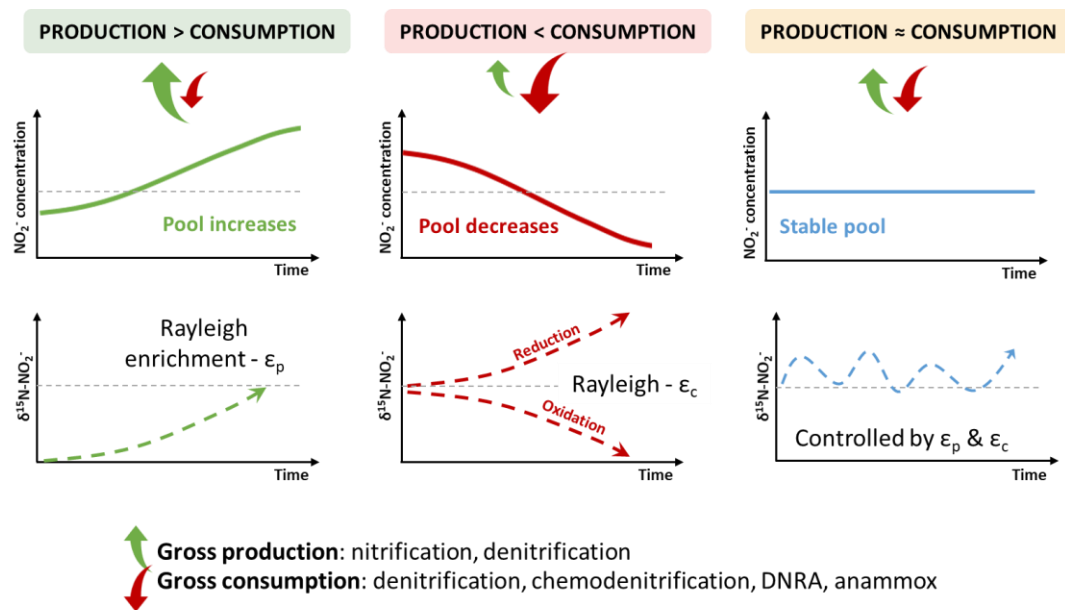 PRODUCTION > CONSUMPTION
PRODUCTION < CONSUMPTION
PRODUCTION ≈ CONSUMPTION
NO₂⁻ concentration
Pool increases
Time
NO₂⁻ concentration
Pool decreases
Time
NO₂⁻ concentration
Stable pool
Time
δ¹⁵N-NO₂⁻
Rayleigh
enrichment - εₚ
Time
δ¹⁵N-NO₂⁻
Reduction
Rayleigh - ε_c
Oxidation
Time
δ¹⁵N-NO₂⁻
Controlled by εₚ & ε_c
Time
Gross production: nitrification, denitrification
Gross consumption: denitrification, chemodenitrification, DNRA, anammox